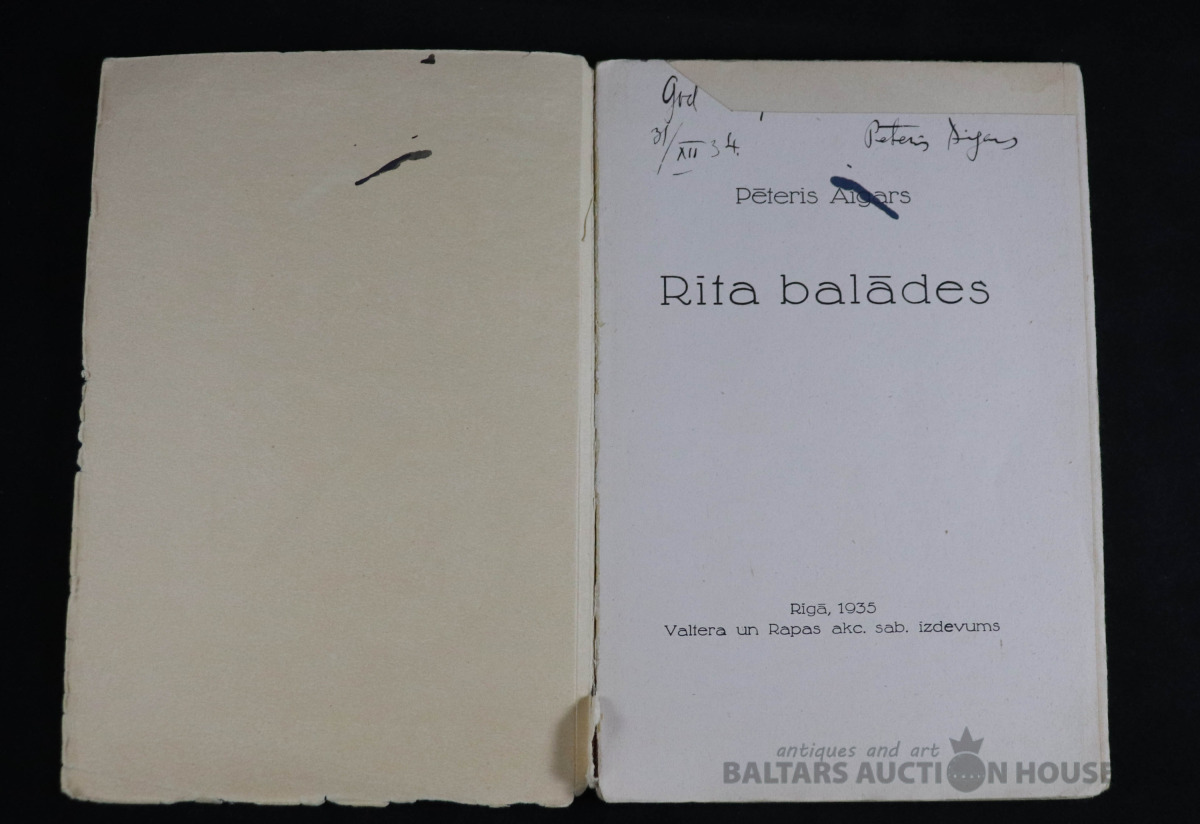 God
31/XII 34.
Pēteris Aigars
Pēteris Aigars
Rīta balādes
Rīgā, 1935
Valtera un Rapas akc. sab. izdevums
antiques and art
BALTARS AUCTION HOUSE